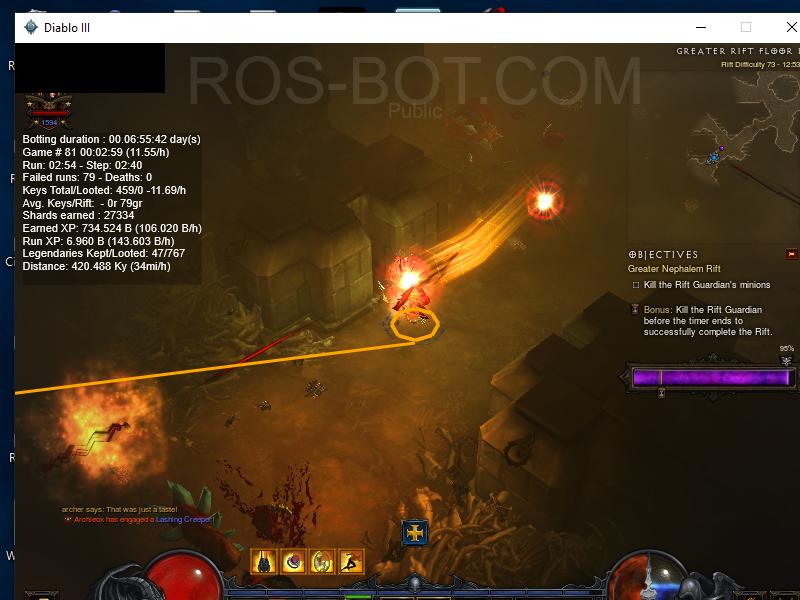 Diablo III
GREATER RIFT FLOOR
Rift Difficulty 73 - 12:53
ROS-BOT.COM
Public
1594
Botting duration : 00.06:55:42 day(s)
Game # 81 00:02:59 (11.55/h)
Run: 02:54 - Step: 02:40
Failed runs: 79 - Deaths: 0
Keys Total/Looted: 459/0 -11.69/h
Avg. Keys/Rift: - 0r 79gr
Shards earned : 27334
Earned XP: 734.524 B (106.020 B/h)
Run XP: 6.960 B (143.603 B/h)
Legendaries Kept/Looted: 47/767
Distance: 420.488 Ky (34mi/h)
OBJECTIVES
Greater Nephalem Rift
Kill the Rift Guardian's minions
Bonus: Kill the Rift Guardian
before the timer ends to
successfully complete the Rift.
95%
archer says: That was just a taste!
Archieox has engaged a Lashing Creeper!